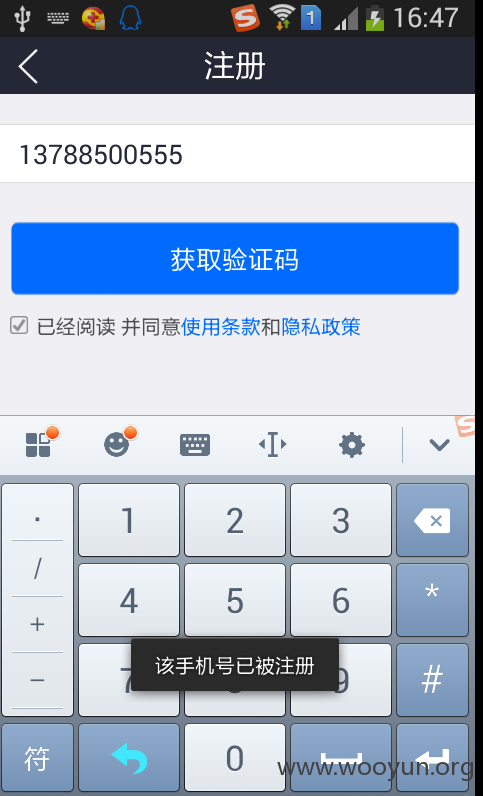 1 16:47
注册
13788500555
获取验证码
已经阅读 并同意使用条款和隐私政策
· 1 2 3
/ 4 5 6 *
+
该手机号已被注册
− 7 9 #
符 0
www.wooyun.org